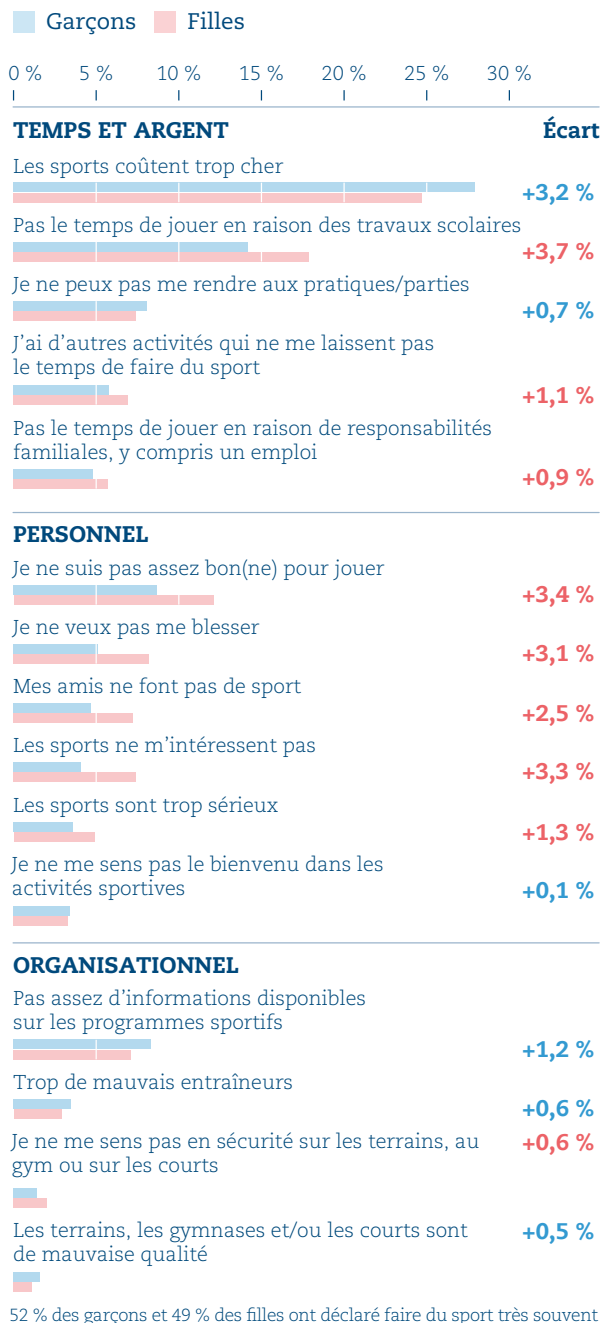 Garçons Filles
0 % 5 % 10 % 15 % 20 % 25 % 30 %
TEMPS ET ARGENT Écart
Les sports coûtent trop cher
+3,2 %
Pas le temps de jouer en raison des travaux scolaires
+3,7 %
Je ne peux pas me rendre aux pratiques/parties
+0,7 %
J’ai d’autres activités qui ne me laissent pas
le temps de faire du sport
+1,1 %
Pas le temps de jouer en raison de responsabilités
familiales, y compris un emploi
+0,9 %
PERSONNEL
Je ne suis pas assez bon(ne) pour jouer
+3,4 %
Je ne veux pas me blesser
+3,1 %
Mes amis ne font pas de sport
+2,5 %
Les sports ne m’intéressent pas
+3,3 %
Les sports sont trop sérieux
+1,3 %
Je ne me sens pas le bienvenu dans les
activités sportives
+0,1 %
ORGANISATIONNEL
Pas assez d’informations disponibles
sur les programmes sportifs
+1,2 %
Trop de mauvais entraîneurs
+0,6 %
Je ne me sens pas en sécurité sur les terrains, au +0,6 %
gym ou sur les courts
Les terrains, les gymnases et/ou les courts sont +0,5 %
de mauvaise qualité
52 % des garçons et 49 % des filles ont déclaré faire du sport très souvent